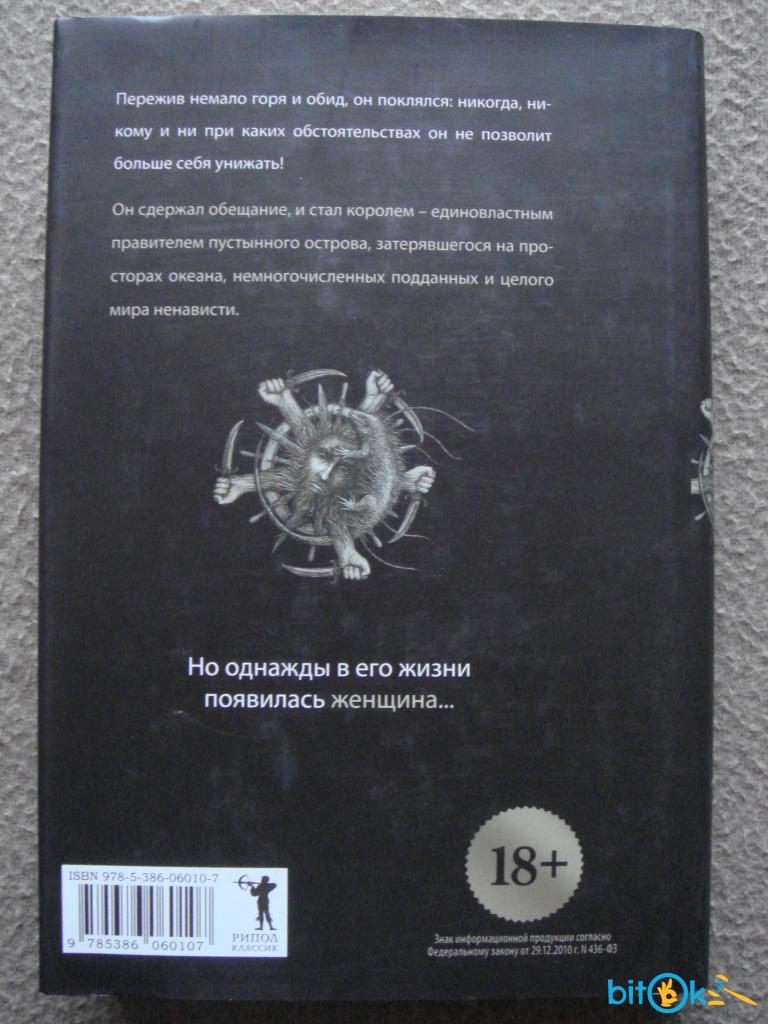 Пережив немало горя и обид, он поклялся: никогда, ни-
кому и ни при каких обстоятельствах он не позволит
больше себя унижать!
Он сдержал обещание, и стал королем – единовластным
правителем пустынного острова, затерявшегося на про-
сторах океана, немногочисленных подданных и целого
мира ненависти.
Но однажды в его жизни
появилась женщина...
18+
Знак информационной продукции согласно
Федеральному закону от 29.12.2010 г. N 436-ФЗ
ISBN 978-5-386-06010-7
9 785386 060107
РИПОЛ
КЛАССИК
bitOk